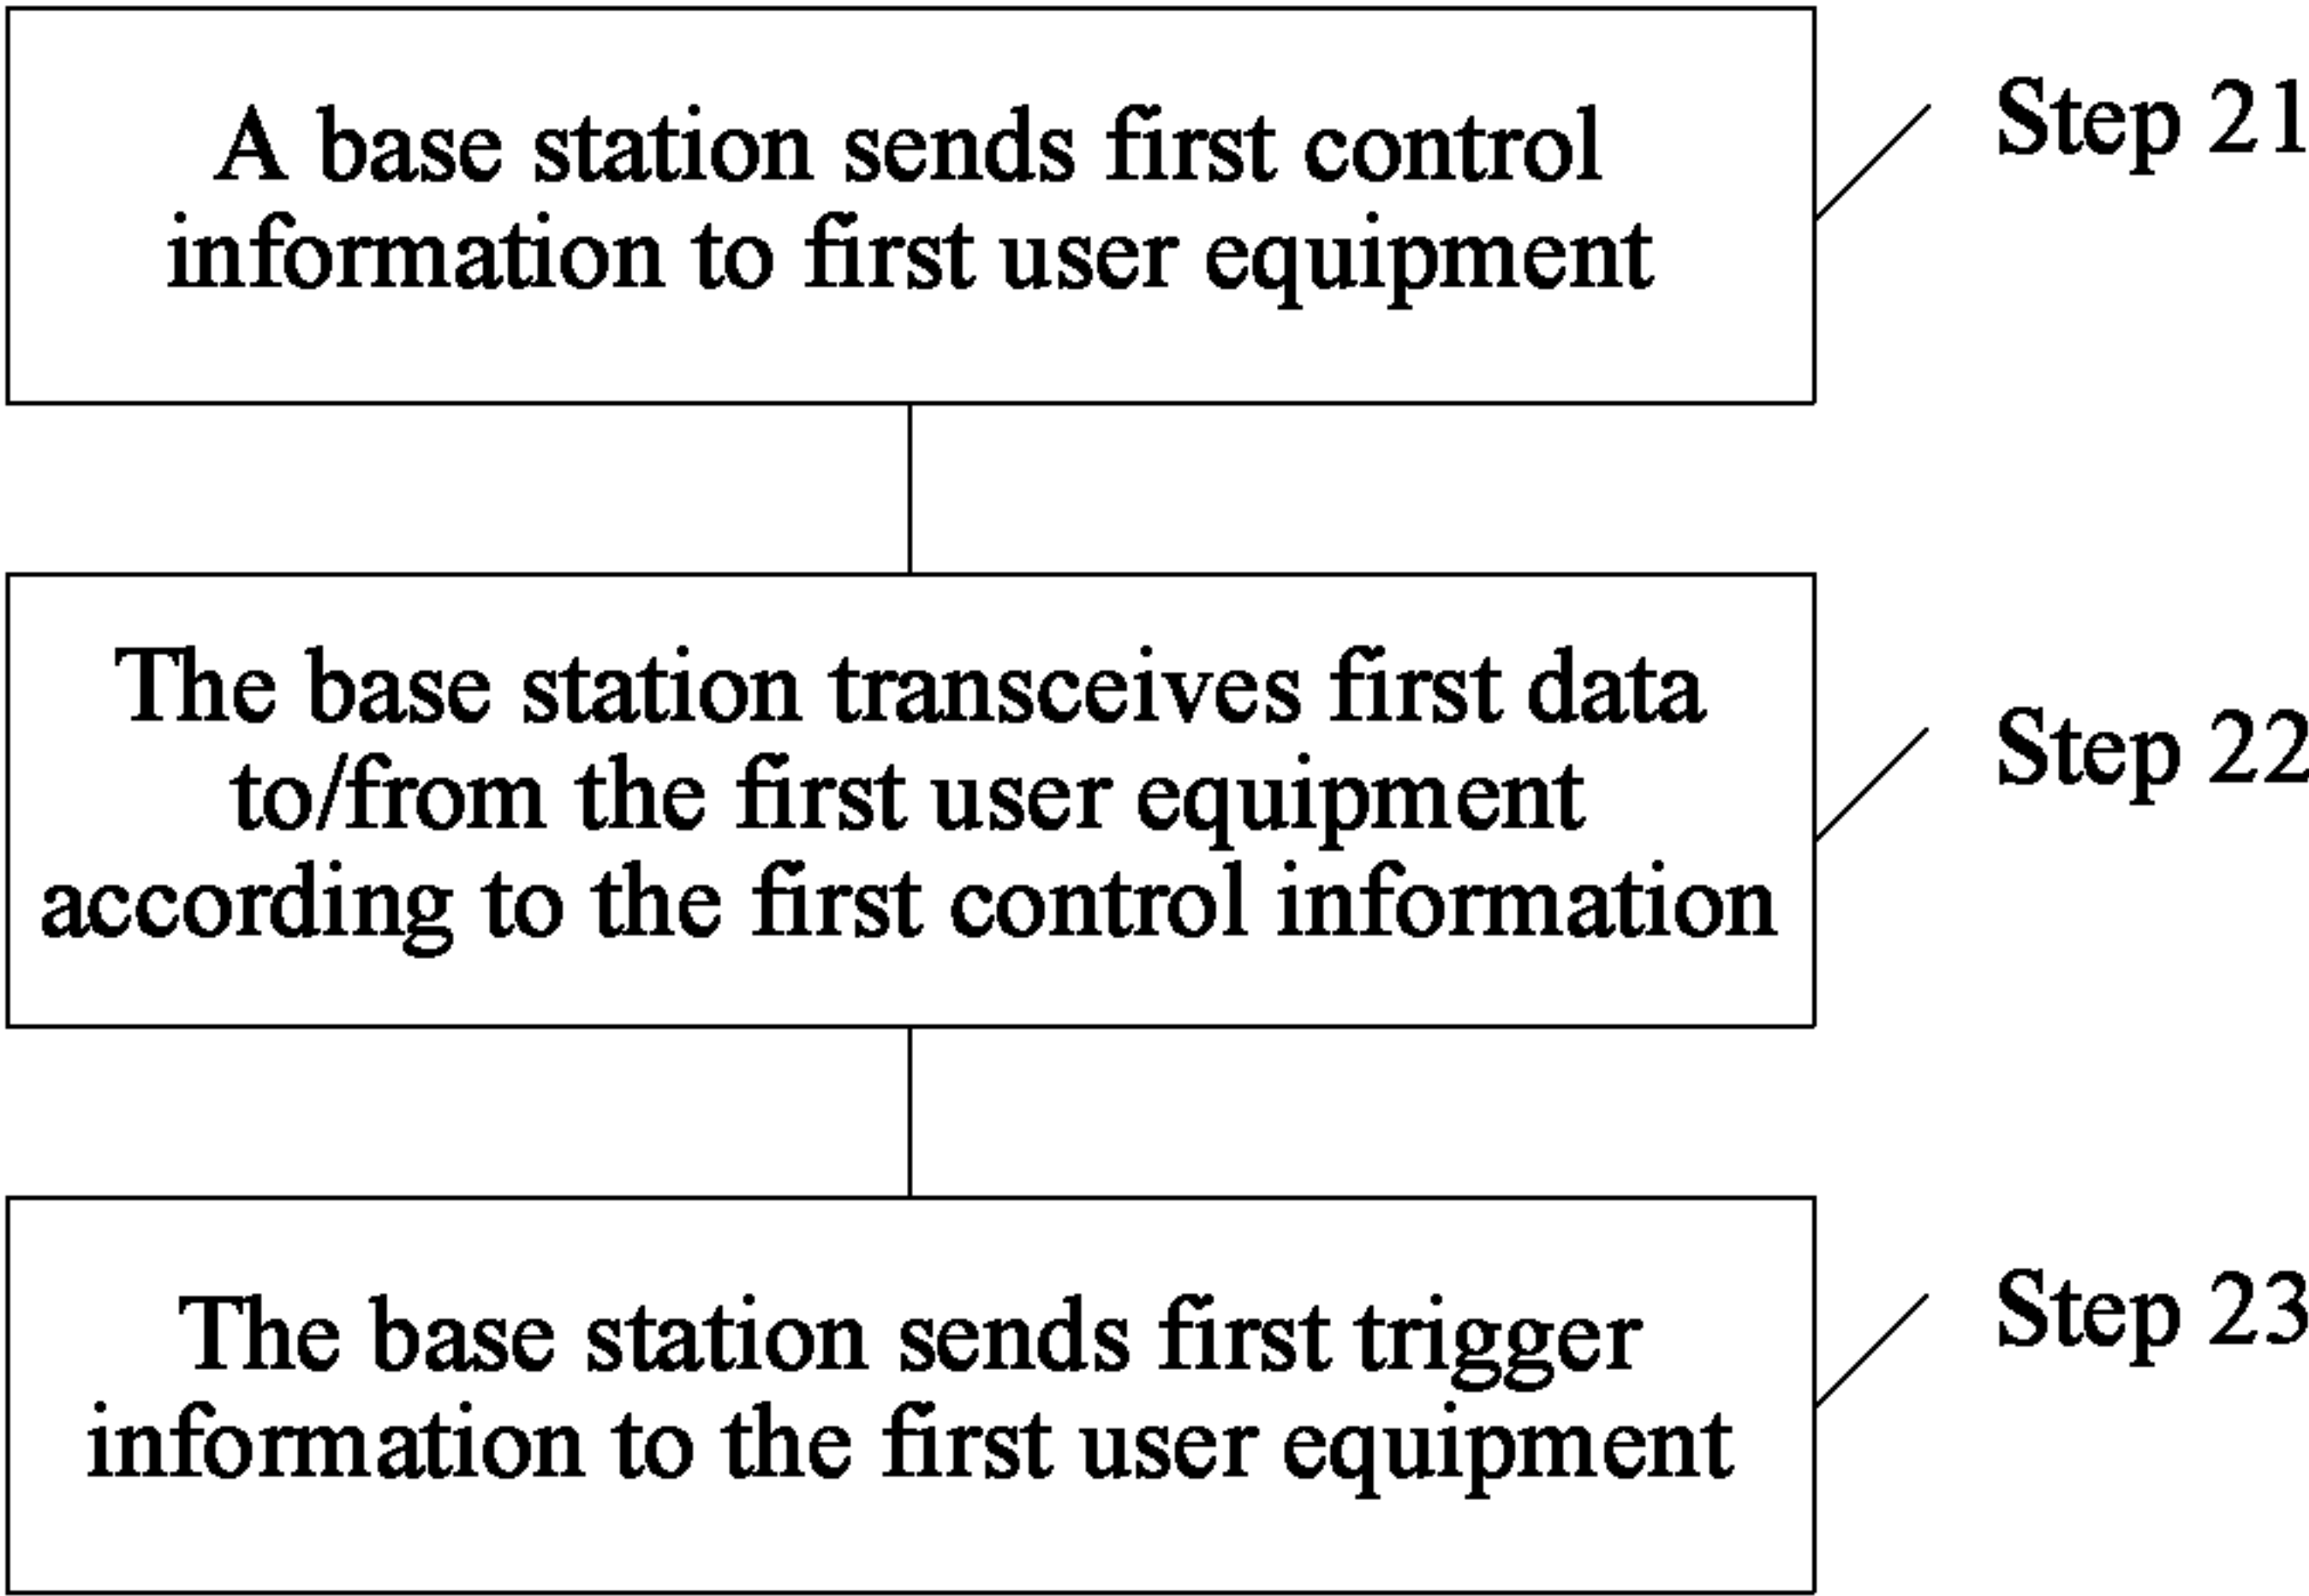 A base station sends first control
information to first user equipment
Step 21
The base station transceives first data
to/from the first user equipment
according to the first control information
Step 22
The base station sends first trigger
information to the first user equipment
Step 23